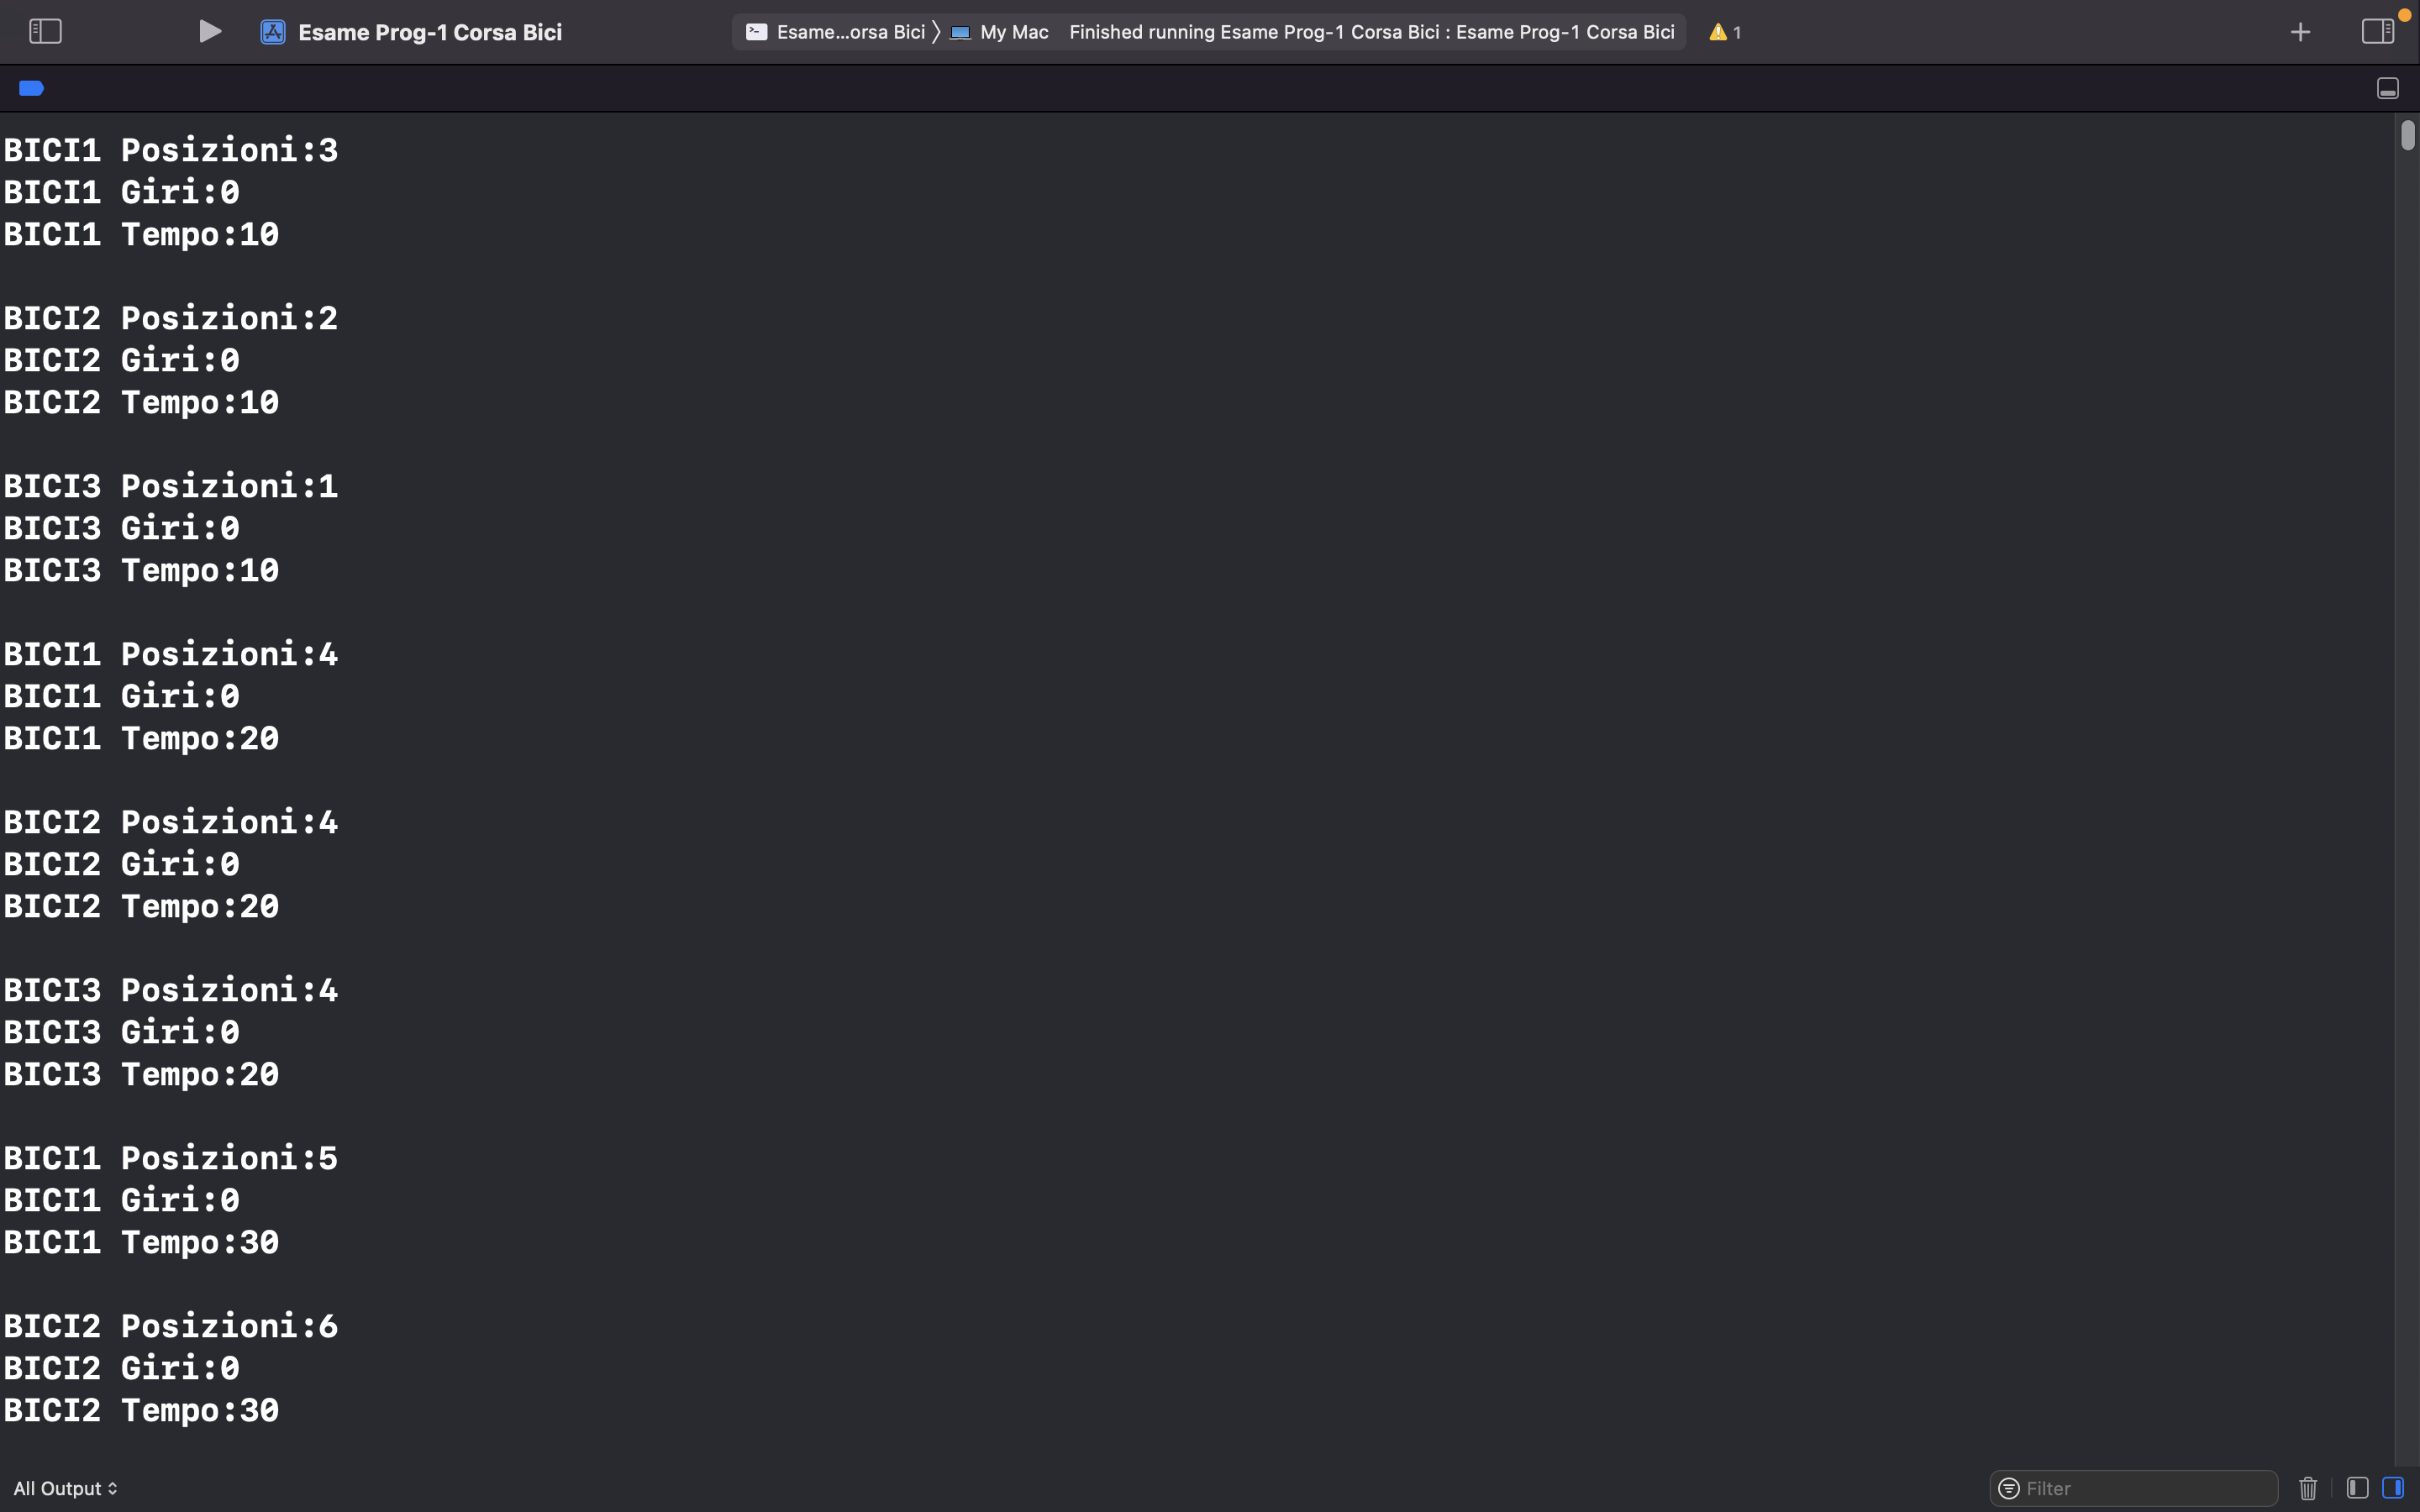 Esame Prog-1 Corsa Bici
Esame...orsa Bici 〉 My Mac Finished running Esame Prog-1 Corsa Bici : Esame Prog-1 Corsa Bici 1
BICI1 Posizioni:3
BICI1 Giri:0
BICI1 Tempo:10
BICI2 Posizioni:2
BICI2 Giri:0
BICI2 Tempo:10
BICI3 Posizioni:1
BICI3 Giri:0
BICI3 Tempo:10
BICI1 Posizioni:4
BICI1 Giri:0
BICI1 Tempo:20
BICI2 Posizioni:4
BICI2 Giri:0
BICI2 Tempo:20
BICI3 Posizioni:4
BICI3 Giri:0
BICI3 Tempo:20
BICI1 Posizioni:5
BICI1 Giri:0
BICI1 Tempo:30
BICI2 Posizioni:6
BICI2 Giri:0
BICI2 Tempo:30
All Output
Filter